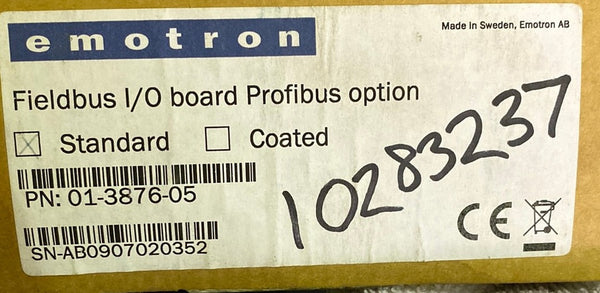 emotron
Made in Sweden, Emotron AB
Fieldbus I/O board Profibus option
Standard Coated
PN: 01-3876-05
10283237
SN-AB0907020352
CE